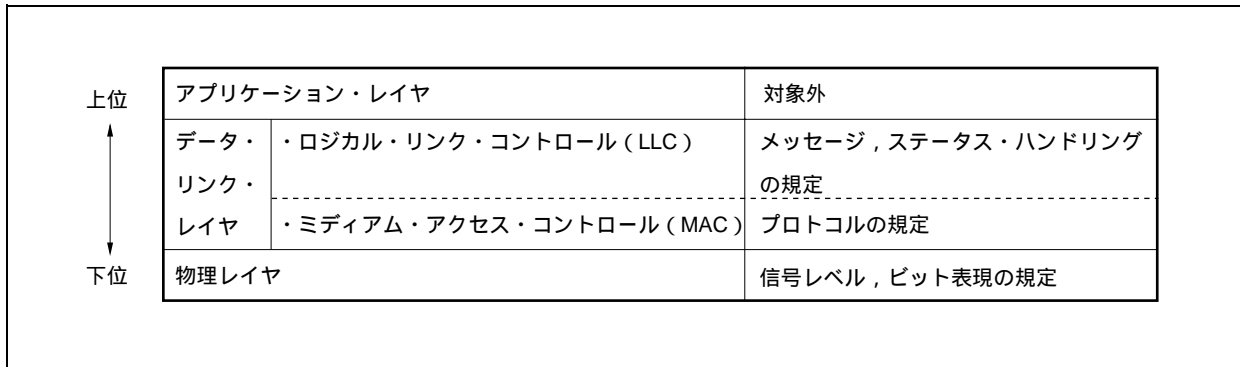 上位
アプリケーション・レイヤ
対象外
データ・
リンク・
レイヤ
・ロジカル・リンク・コントロール（LLC）
メッセージ，ステータス・ハンドリング
の規定
・ミディアム・アクセス・コントロール（MAC）
プロトコルの規定
下位
物理レイヤ
信号レベル，ビット表現の規定